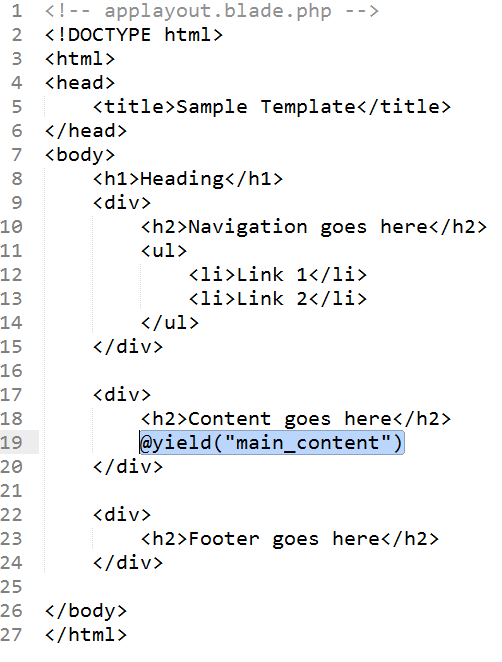 1 <!-- applayout.blade.php -->
2 <!DOCTYPE html>
3 <html>
4 <head>
5     <title>Sample Template</title>
6 </head>
7 <body>
8     <h1>Heading</h1>
9     <div>
10         <h2>Navigation goes here</h2>
11         <ul>
12             <li>Link 1</li>
13             <li>Link 2</li>
14         </ul>
15     </div>
16
17     <div>
18         <h2>Content goes here</h2>
19         @yield("main_content")
20     </div>
21
22     <div>
23         <h2>Footer goes here</h2>
24     </div>
25
26 </body>
27 </html>